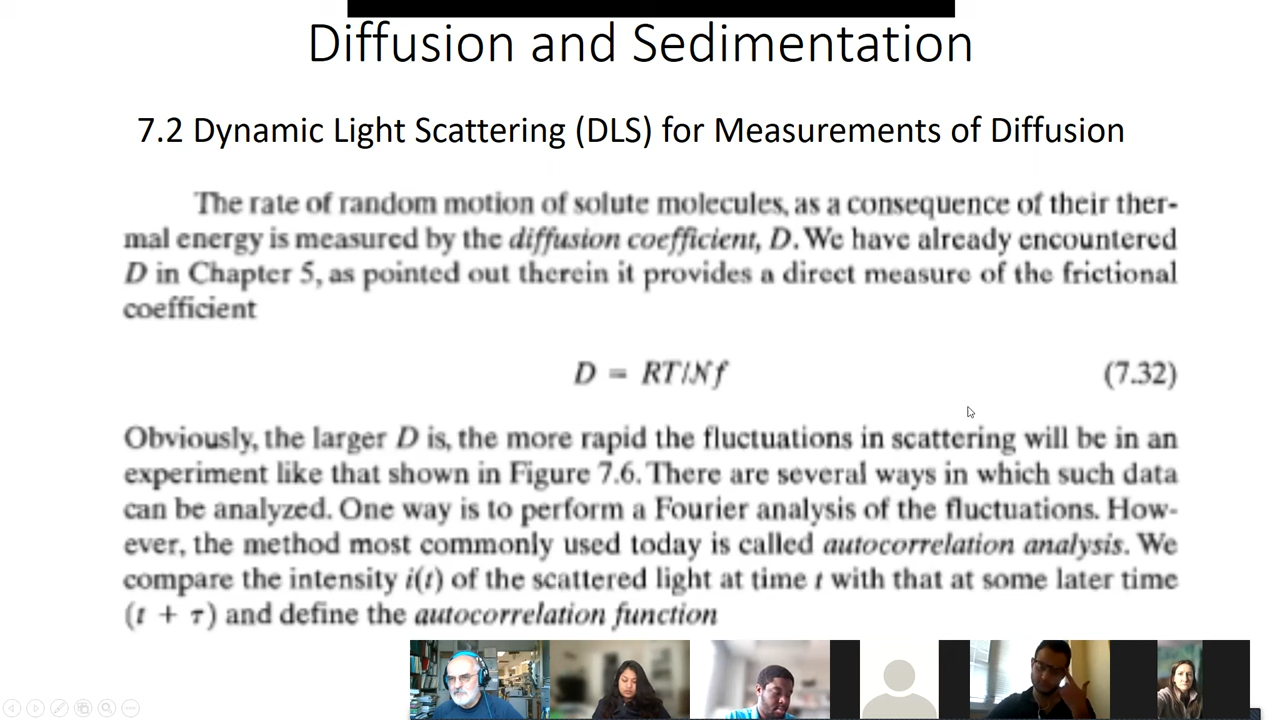 Diffusion and Sedimentation
7.2 Dynamic Light Scattering (DLS) for Measurements of Diffusion
The rate of random motion of solute molecules, as a consequence of their ther-
mal energy is measured by the diffusion coefficient, D. We have already encountered
D in Chapter 5, as pointed out therein it provides a direct measure of the frictional
coefficient
D = RT/𝒩f (7.32)
Obviously, the larger D is, the more rapid the fluctuations in scattering will be in an
experiment like that shown in Figure 7.6. There are several ways in which such data
can be analyzed. One way is to perform a Fourier analysis of the fluctuations. How-
ever, the method most commonly used today is called autocorrelation analysis. We
compare the intensity i(t) of the scattered light at time t with that at some later time
(t + τ) and define the autocorrelation function